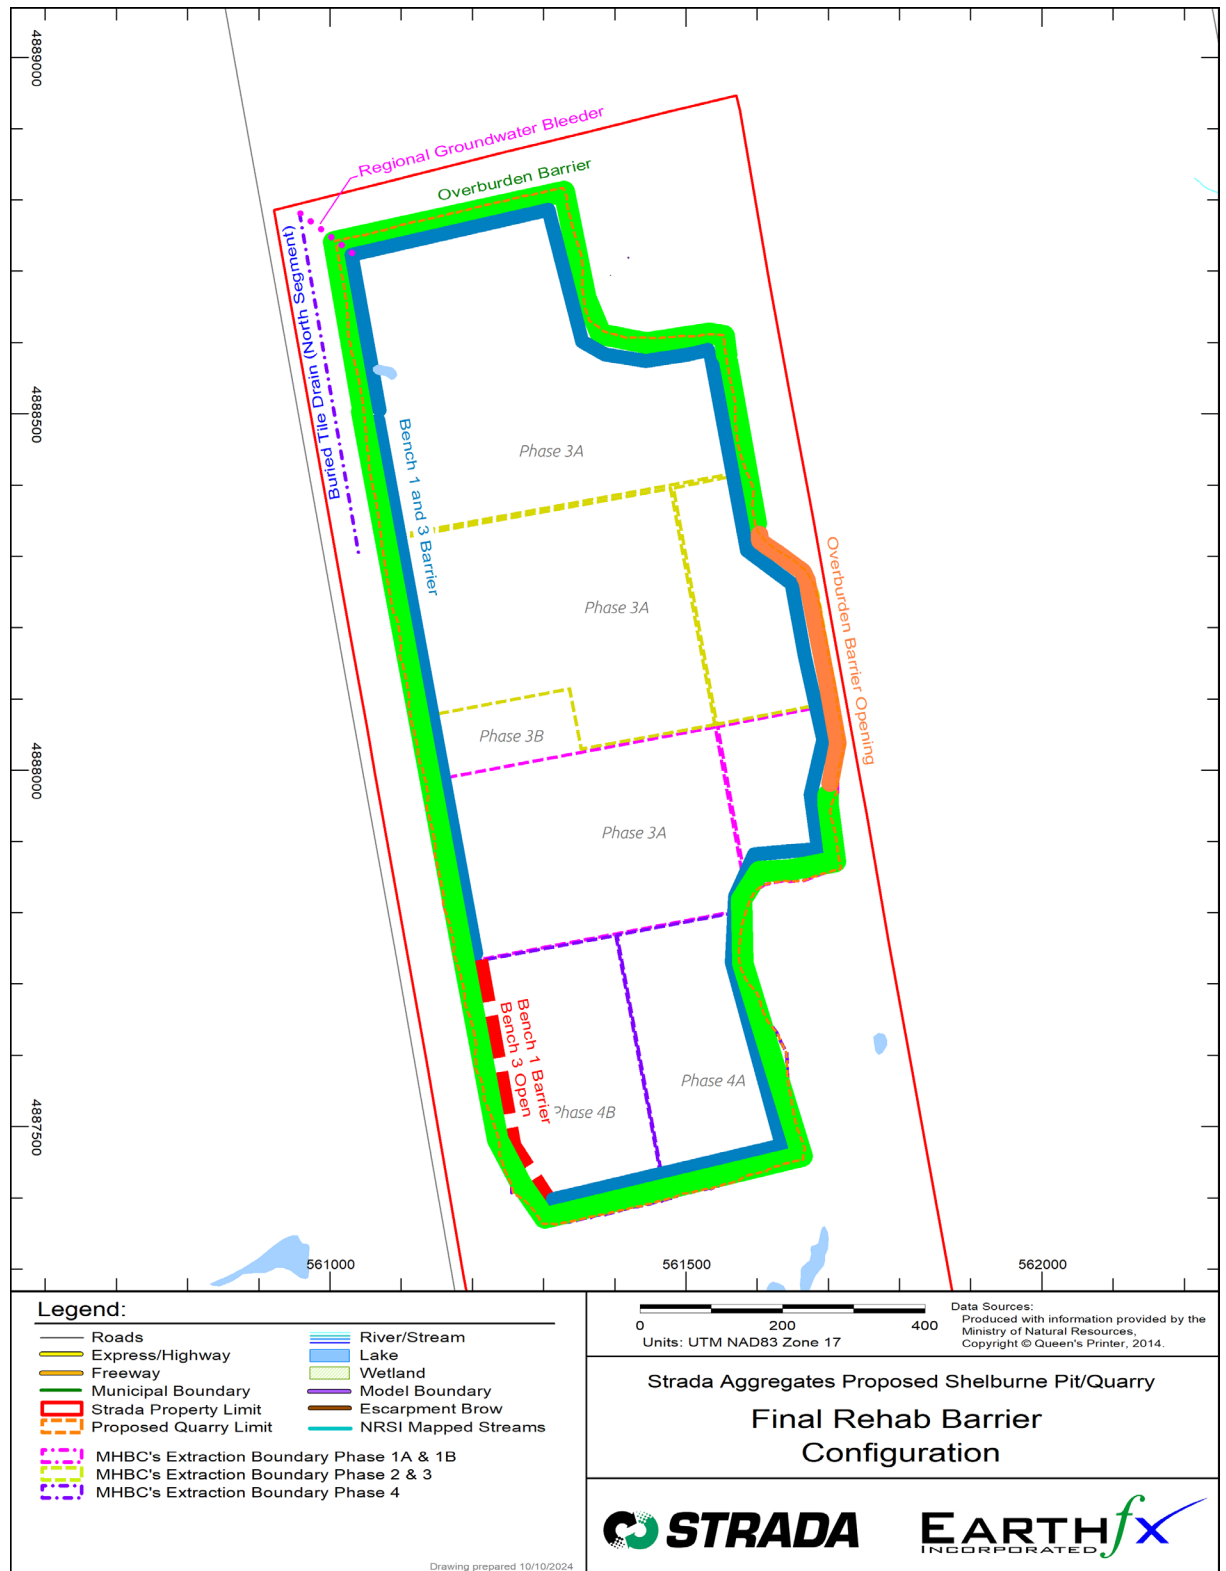 4889000
4888500
4888000
4887500
Regional Groundwater Bleeder
Overburden Barrier
Buried Tile Drain (North Segment)
Bench 1 and 3 Barrier
Phase 3A
Phase 3A
Overburden Barrier Opening
Phase 3B
Phase 3A
Bench 1 Barrier
Bench 3 Open
Phase 4A
Phase 4B
561000
561500
562000
Legend:
Roads
Express/Highway
Freeway
Municipal Boundary
Strada Property Limit
Proposed Quarry Limit
River/Stream
Lake
Wetland
Model Boundary
Escarpment Brow
NRSI Mapped Streams
MHBC's Extraction Boundary Phase 1A & 1B
MHBC's Extraction Boundary Phase 2 & 3
MHBC's Extraction Boundary Phase 4
Drawing prepared 10/10/2024
0 200 400
Units: UTM NAD83 Zone 17
Data Sources:
Produced with information provided by the
Ministry of Natural Resources,
Copyright © Queen's Printer, 2014.
Strada Aggregates Proposed Shelburne Pit/Quarry
Final Rehab Barrier
Configuration
STRADA
EARTHfx
INCORPORATED